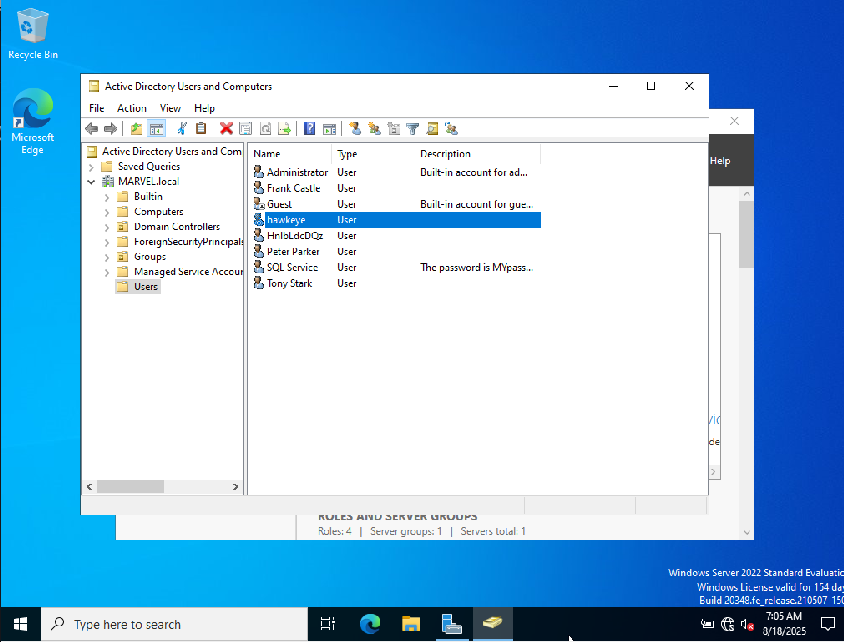 Recycle Bin
Microsoft
Edge
Active Directory Users and Computers
File Action View Help
Help
Active Directory Users and Com
Saved Queries
MARVEL.local
Builtin
Computers
Domain Controllers
ForeignSecurityPrincipals
Groups
Managed Service Accour
Users
Name Type Description
Administrator User Built-in account for ad...
Frank Castle User
Guest User Built-in account for gue...
hawkeye User
HnlbLdcDQz User
Peter Parker User
SQL Service User The password is MYpass...
Tony Stark User
ROLES AND SERVER GROUPS
Roles: 4 | Server groups: 1 | Servers total: 1
Windows Server 2022 Standard Evaluatio
Windows License valid for 154 day
Build 20348.fe_release.210507-150
Type here to search
7:05 AM
8/18/2025